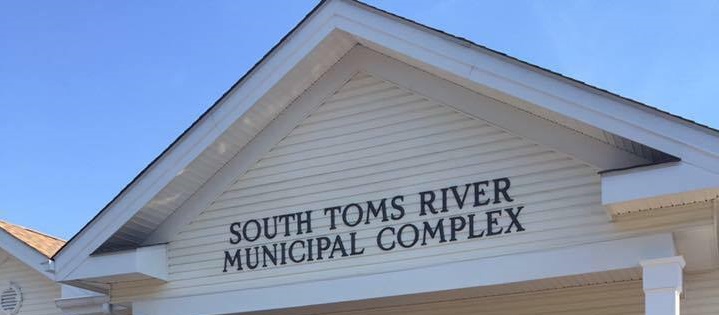 SOUTH TOMS RIVER
MUNICIPAL COMPLEX